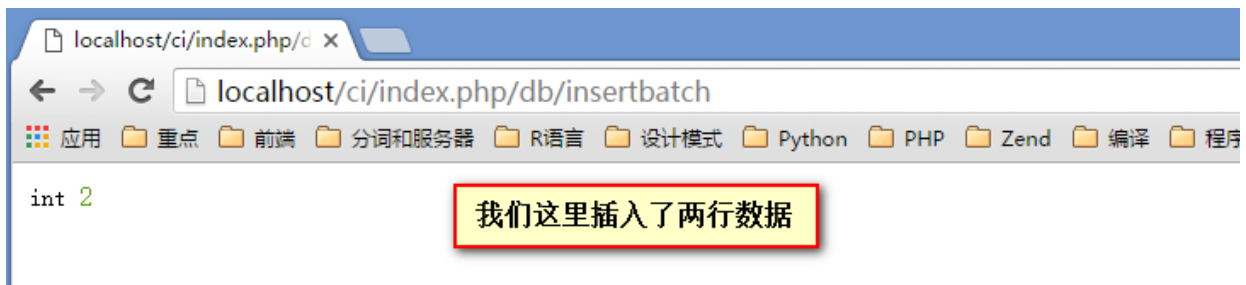 localhost/ci/index.php/d
localhost/ci/index.php/db/insertbatch
应用 重点 前端 分词和服务器 R语言 设计模式 Python PHP Zend 编译 程序
int 2
我们这里插入了两行数据